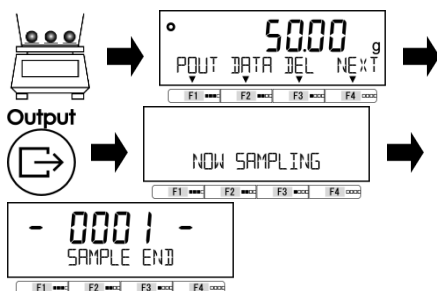 50.00 g
POUT DATA DEL NEXT
F1 F2 F3 F4
Output
NOW SAMPLING
F1 F2 F3 F4
- 0001 -
SAMPLE END
F1 F2 F3 F4